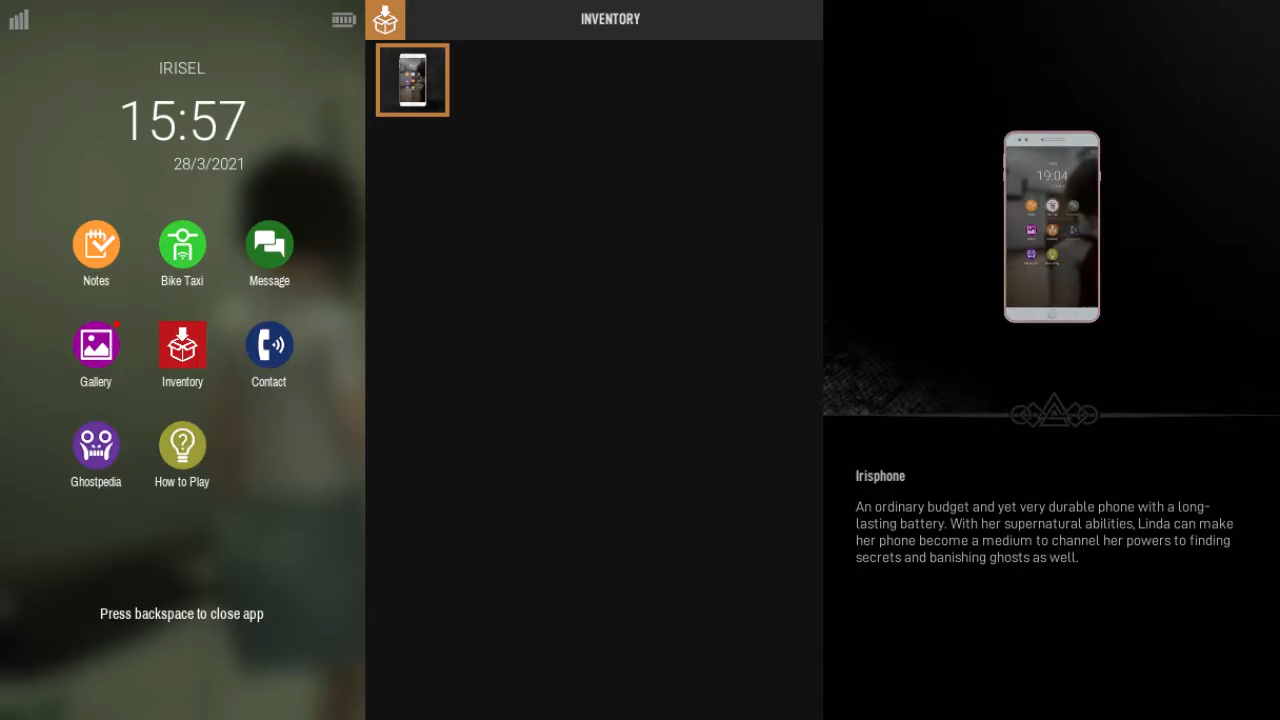 IRISEL
15:57
28/3/2021
Notes
Bike Taxi
Message
Gallery
Inventory
Contact
Ghostpedia
How to Play
Press backspace to close app
INVENTORY
19:04
Irisphone
An ordinary budget and yet very durable phone with a long-
lasting battery. With her supernatural abilities, Linda can make
her phone become a medium to channel her powers to finding
secrets and banishing ghosts as well.